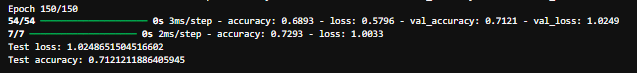 Epoch 150/150
54/54 ━━━━━━━━━━━━━━━━━━━━ 0s 3ms/step - accuracy: 0.6893 - loss: 0.5796 - val_accuracy: 0.7121 - val_loss: 1.0249
7/7 ━━━━━━━━━━━━━━━━━━━━ 0s 2ms/step - accuracy: 0.7293 - loss: 1.0033
Test loss: 1.0248651504516602
Test accuracy: 0.7121211886405945